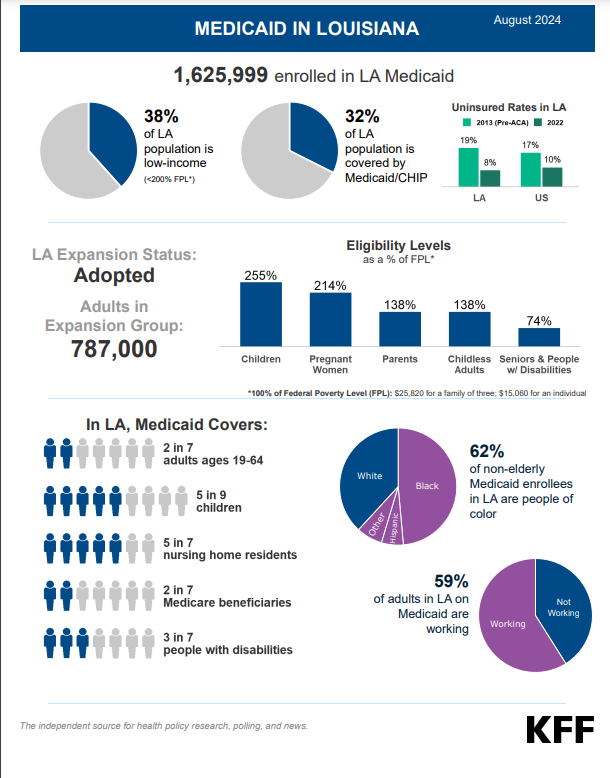 MEDICAID IN LOUISIANA
August 2024
1,625,999 enrolled in LA Medicaid
38%
of LA
population is
low-income
(<200% FPL*)
32%
of LA
population is
covered by
Medicaid/CHIP
Uninsured Rates in LA
2013 (Pre-ACA) 2022
19%
8%
17%
10%
LA
US
LA Expansion Status:
Adopted
Adults in
Expansion Group:
787,000
Eligibility Levels
as a % of FPL*
255%
214%
138%
138%
74%
Children
Pregnant
Women
Parents
Childless
Adults
Seniors & People
w/ Disabilities
*100% of Federal Poverty Level (FPL): $25,820 for a family of three; $15,060 for an individual
In LA, Medicaid Covers:
2 in 7
adults ages 19-64
5 in 9
children
5 in 7
nursing home residents
2 in 7
Medicare beneficiaries
3 in 7
people with disabilities
White
Black
Other
Hispanic
62%
of non-elderly
Medicaid enrollees
in LA are people of
color
59%
of adults in LA on
Medicaid are
working
Working
Not
Working
The independent source for health policy research, polling, and news.
KFF